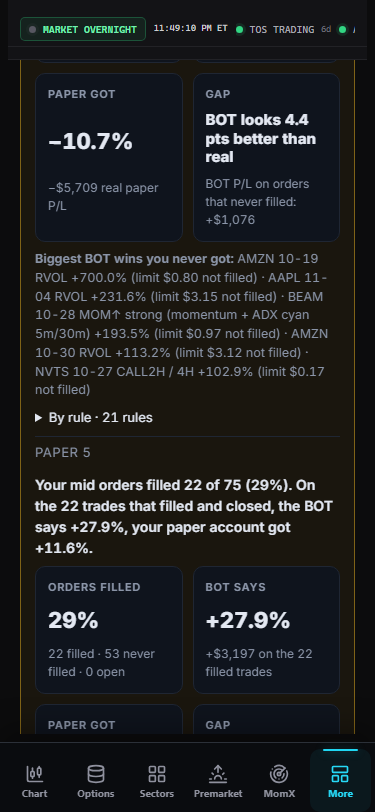 MARKET OVERNIGHT 11:49:10 PM ET TOS TRADING 6d
PAPER GOT
−10.7%
−$5,709 real paper
P/L
GAP
BOT looks 4.4
pts better than
real
BOT P/L on orders
that never filled:
+$1,076
Biggest BOT wins you never got: AMZN 10-19
RVOL +700.0% (limit $0.80 not filled) · AAPL 11-
04 RVOL +231.6% (limit $3.15 not filled) · BEAM
10-28 MOM↑ strong (momentum + ADX cyan
5m/30m) +193.5% (limit $0.97 not filled) · AMZN
10-30 RVOL +113.2% (limit $3.12 not filled) ·
NVTS 10-27 CALL2H / 4H +102.9% (limit $0.17
not filled)
▶ By rule · 21 rules
PAPER 5
Your mid orders filled 22 of 75 (29%). On
the 22 trades that filled and closed, the BOT
says +27.9%, your paper account got
+11.6%.
ORDERS FILLED
29%
22 filled · 53 never
filled · 0 open
BOT SAYS
+27.9%
+$3,197 on the 22
filled trades
PAPER GOT
GAP
Chart
Options
Sectors
Premarket
MomX
More